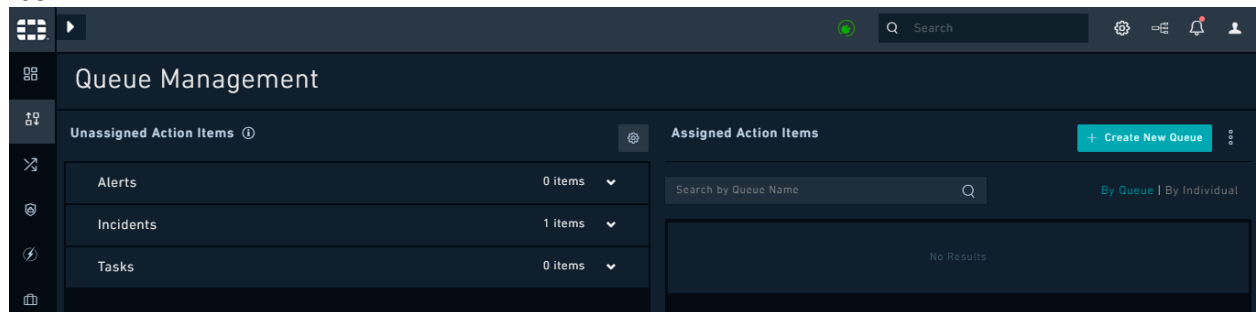 Search
Queue Management
Unassigned Action Items
Alerts 0 items
Incidents 1 items
Tasks 0 items
Assigned Action Items
+ Create New Queue
Search by Queue Name
By Queue | By Individual
No Results